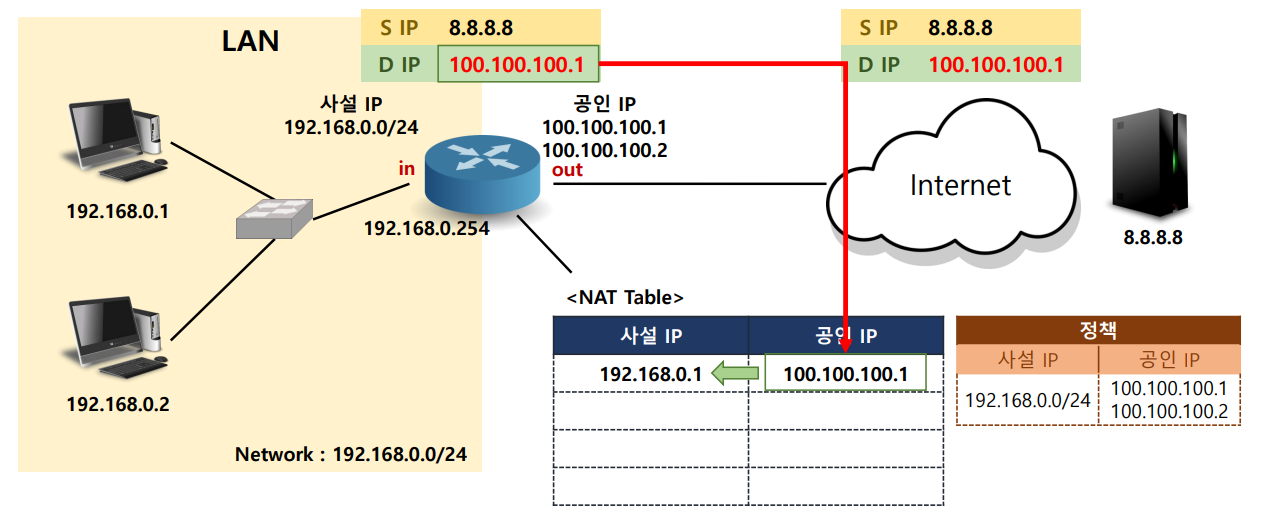 S IP 8.8.8.8
D IP 100.100.100.1
S IP 8.8.8.8
D IP 100.100.100.1
LAN
사설 IP
192.168.0.0/24
공인 IP
100.100.100.1
100.100.100.2
in
out
192.168.0.1
192.168.0.254
Internet
8.8.8.8
192.168.0.2
Network : 192.168.0.0/24
<NAT Table>
사설 IP 공인 IP
192.168.0.1 100.100.100.1
정책
사설 IP 공인 IP
192.168.0.0/24
100.100.100.1
100.100.100.2